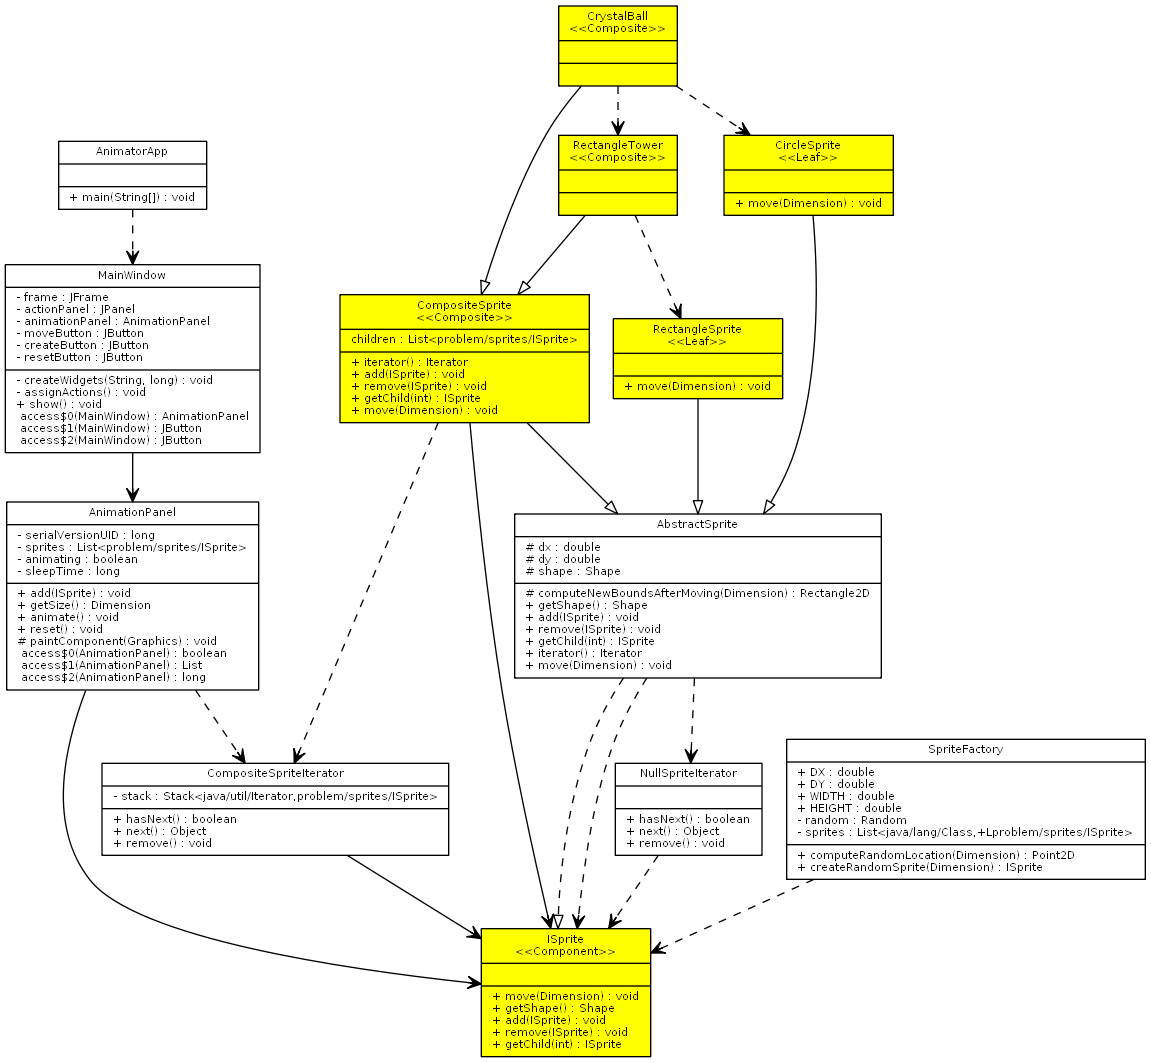 CrystalBall
<<Composite>>
AnimatorApp
+ main(String[]) : void
RectangleTower
<<Composite>>
CircleSprite
<<Leaf>>
+ move(Dimension) : void
MainWindow
- frame : JFrame
- actionPanel : JPanel
- animationPanel : AnimationPanel
- moveButton : JButton
- createButton : JButton
- resetButton : JButton
- createWidgets(String, long) : void
- assignActions() : void
+ show() : void
access$0(MainWindow) : AnimationPanel
access$1(MainWindow) : JButton
access$2(MainWindow) : JButton
CompositeSprite
<<Composite>>
children : List<problem/sprites/ISprite>
+ iterator() : Iterator
+ add(ISprite) : void
+ remove(ISprite) : void
+ getChild(int) : ISprite
+ move(Dimension) : void
RectangleSprite
<<Leaf>>
+ move(Dimension) : void
AnimationPanel
- serialVersionUID : long
- sprites : List<problem/sprites/ISprite>
- animating : boolean
- sleepTime : long
+ add(ISprite) : void
+ getSize() : Dimension
+ animate() : void
+ reset() : void
# paintComponent(Graphics) : void
access$0(AnimationPanel) : boolean
access$1(AnimationPanel) : List
access$2(AnimationPanel) : long
AbstractSprite
# dx : double
# dy : double
# shape : Shape
# computeNewBoundsAfterMoving(Dimension) : Rectangle2D
+ getShape() : Shape
+ add(ISprite) : void
+ remove(ISprite) : void
+ getChild(int) : ISprite
+ iterator() : Iterator
+ move(Dimension) : void
CompositeSpriteIterator
- stack : Stack<java/util/Iterator,problem/sprites/ISprite>
+ hasNext() : boolean
+ next() : Object
+ remove() : void
NullSpriteIterator
+ hasNext() : boolean
+ next() : Object
+ remove() : void
SpriteFactory
+ DX : double
+ DY : double
+ WIDTH : double
+ HEIGHT : double
- random : Random
- sprites : List<java/lang/Class,+Lproblem/sprites/ISprite>
+ computeRandomLocation(Dimension) : Point2D
+ createRandomSprite(Dimension) : ISprite
ISprite
<<Component>>
+ move(Dimension) : void
+ getShape() : Shape
+ add(ISprite) : void
+ remove(ISprite) : void
+ getChild(int) : ISprite